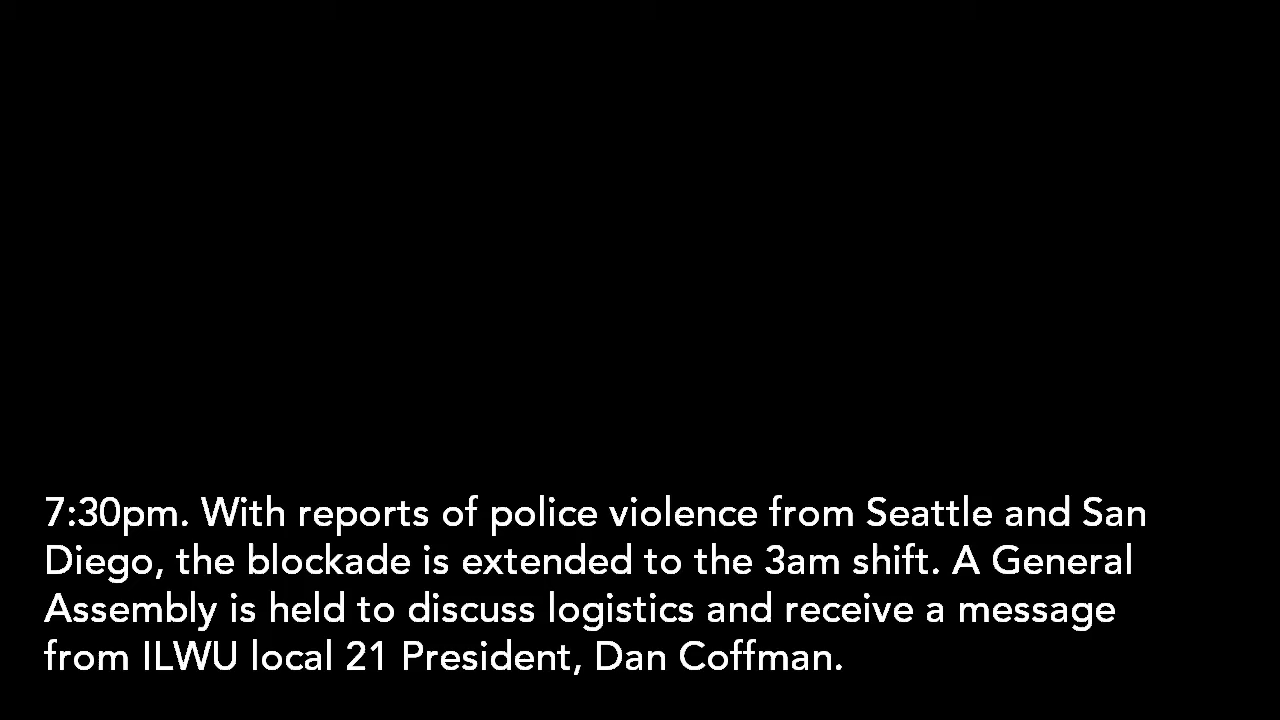 7:30pm. With reports of police violence from Seattle and San
Diego, the blockade is extended to the 3am shift. A General
Assembly is held to discuss logistics and receive a message
from ILWU local 21 President, Dan Coffman.